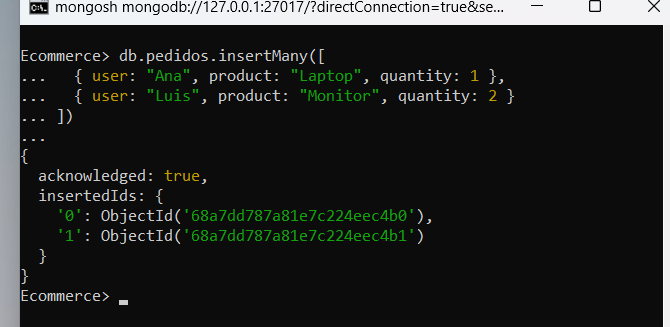 mongosh mongodb://127.0.0.1:27017/?directConnection=true&se...
Ecommerce> db.pedidos.insertMany([
...   { user: "Ana", product: "Laptop", quantity: 1 },
...   { user: "Luis", product: "Monitor", quantity: 2 }
... ])
...
{
  acknowledged: true,
  insertedIds: {
    '0': ObjectId('68a7dd787a81e7c224eec4b0'),
    '1': ObjectId('68a7dd787a81e7c224eec4b1')
  }
}
Ecommerce>